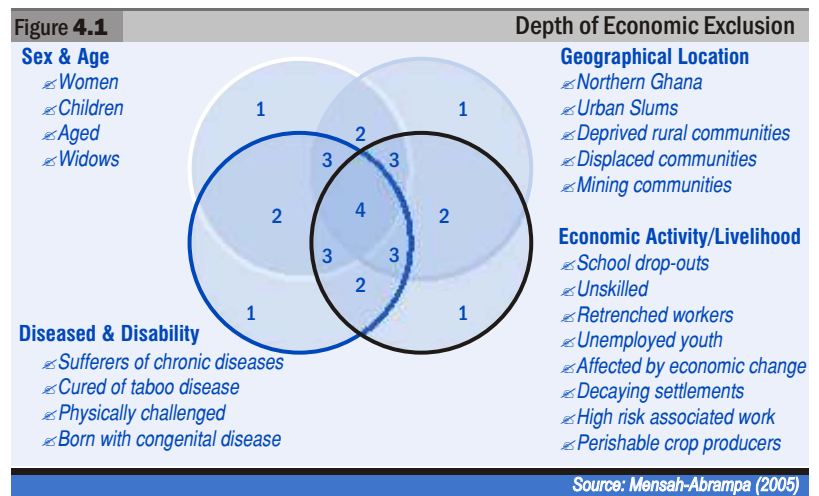 Figure 4.1
Depth of Economic Exclusion
Sex & Age
Women
Children
Aged
Widows
Geographical Location
Northern Ghana
Urban Slums
Deprived rural communities
Displaced communities
Mining communities
1
1
2
3
3
2
4
2
3
3
2
1
1
Economic Activity/Livelihood
School drop-outs
Unskilled
Retrenched workers
Unemployed youth
Affected by economic change
Decaying settlements
High risk associated work
Perishable crop producers
Diseased & Disability
Sufferers of chronic diseases
Cured of taboo disease
Physically challenged
Born with congenital disease
Source: Mensah-Abrampa (2005)